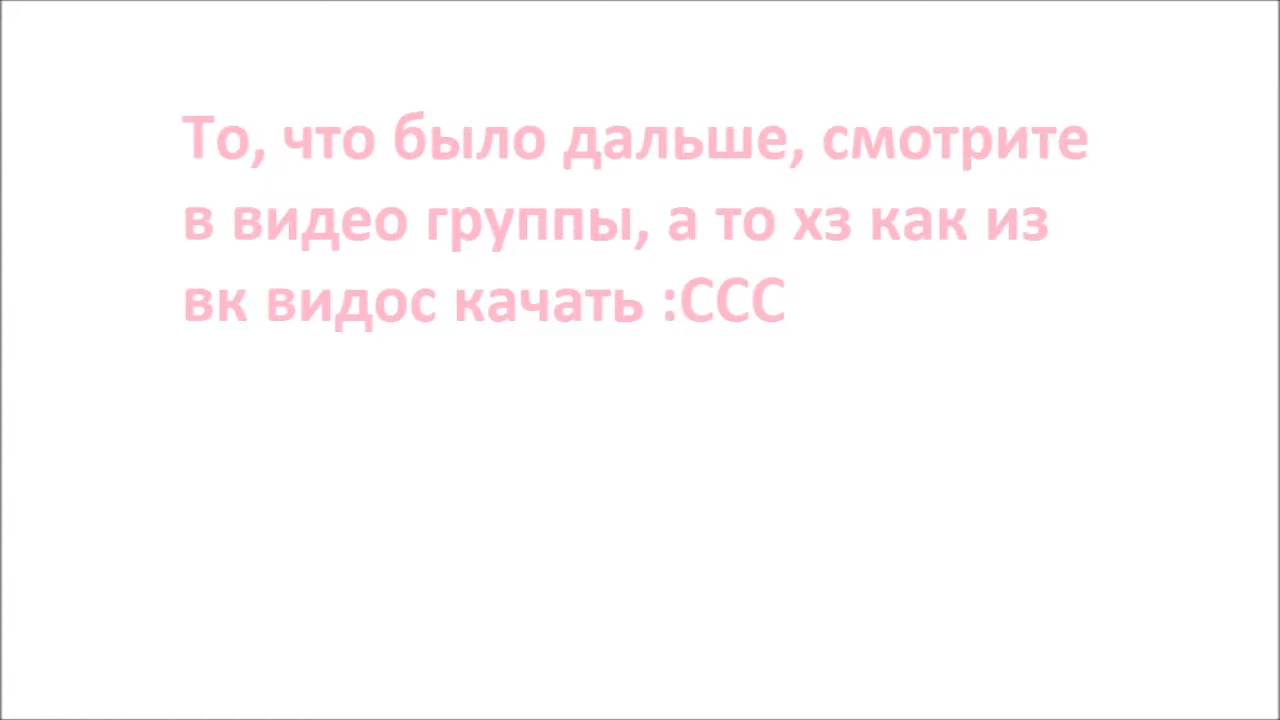 То, что было дальше, смотрите
в видео группы, а то хз как из
вк видос качать :ССС